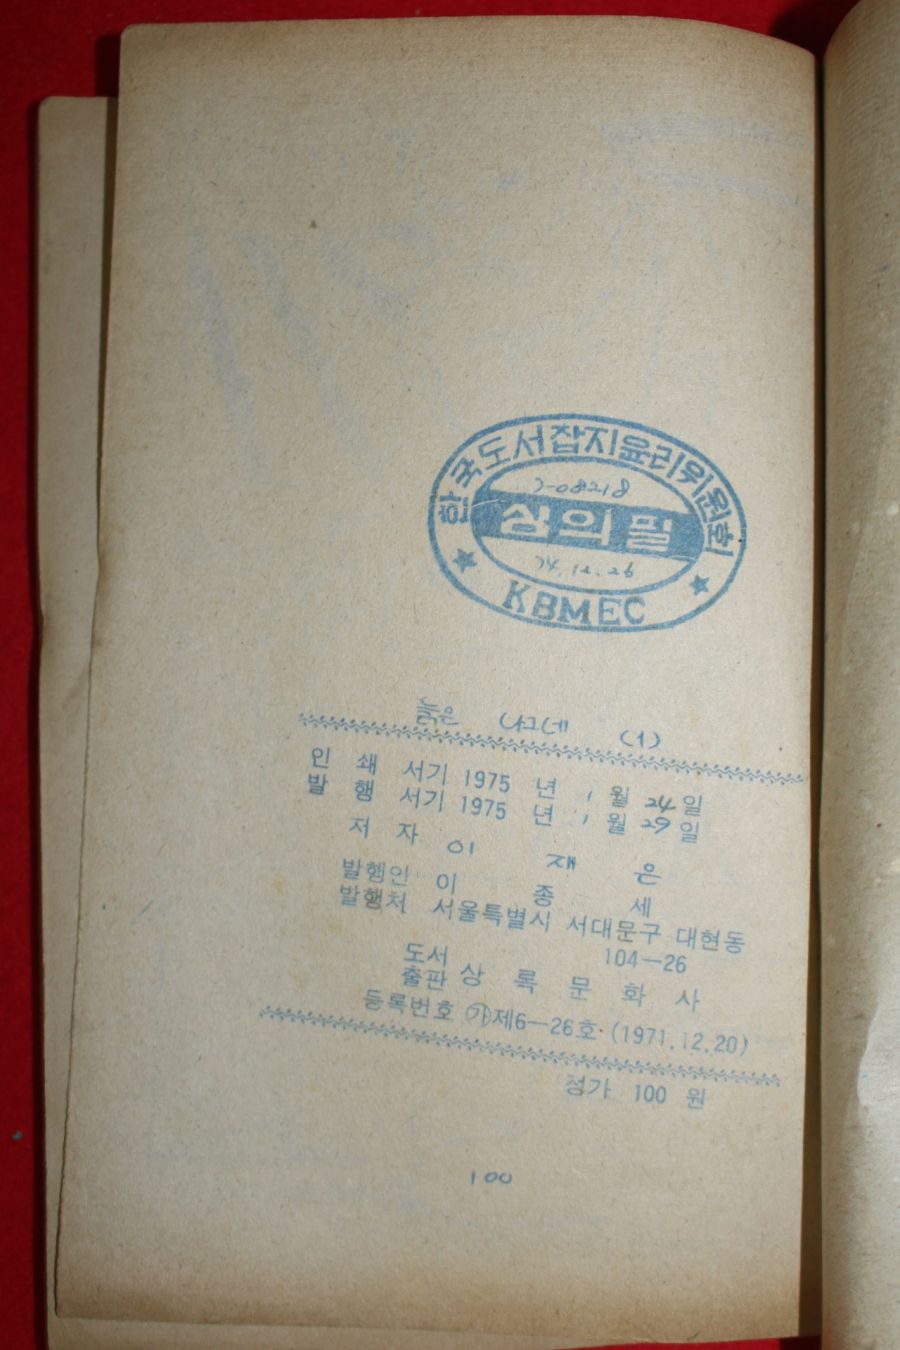 한국도서잡지윤리위원회
심의필
74.12.26
KBMEC
늙은 나그네 (1)
인 쇄 서기 1975 년 1 월 24 일
발 행 서기 1975 년 1 월 29 일
저 자 이 재 은
발행인 이 종 세
발행처 서울특별시 서대문구 대현동
104—26
도서
출판 상 록 문 화 사
등록번호 ㉮제6—26호 (1971.12.20)
정가 100 원
100